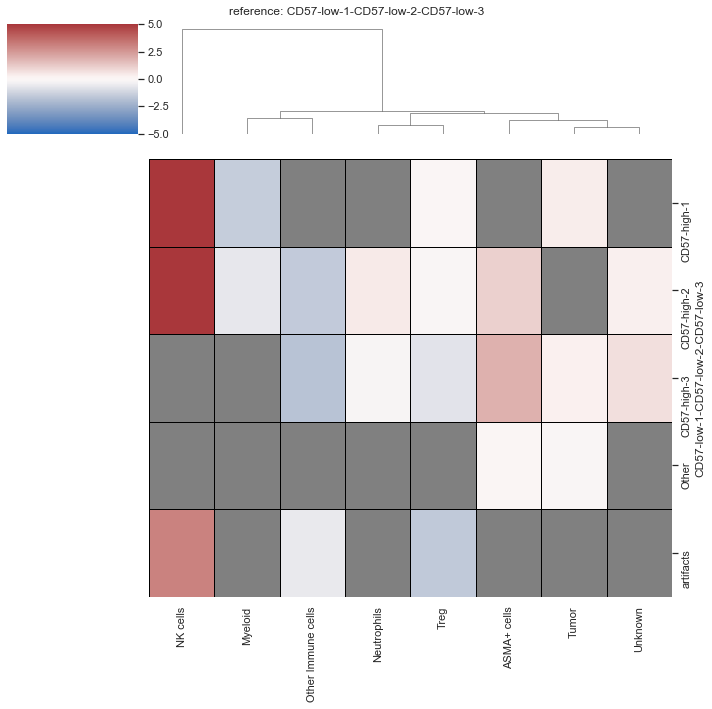 reference: CD57-low-1-CD57-low-2-CD57-low-3
5.0
2.5
0.0
−2.5
−5.0
CD57-high-1
CD57-high-2
CD57-high-3
Other
artifacts
CD57-low-1-CD57-low-2-CD57-low-3
NK cells
Myeloid
Other Immune cells
Neutrophils
Treg
ASMA+ cells
Tumor
Unknown